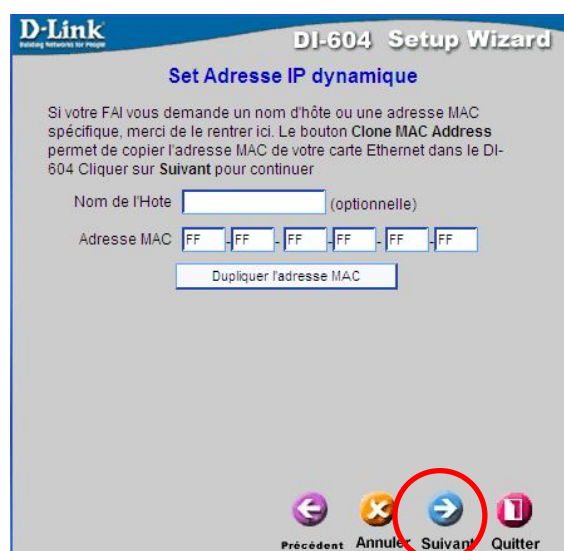 D-Link
Building Networks for People
DI-604 Setup Wizard
Set Adresse IP dynamique
Si votre FAI vous demande un nom d'hôte ou une adresse MAC
spécifique, merci de le rentrer ici. Le bouton Clone MAC Address
permet de copier l'adresse MAC de votre carte Ethernet dans le DI-
604 Cliquer sur Suivant pour continuer
Nom de l'Hote (optionnelle)
Adresse MAC FF - FF - FF - FF - FF - FF
Dupliquer l'adresse MAC
Précédent Annuler Suivant Quitter